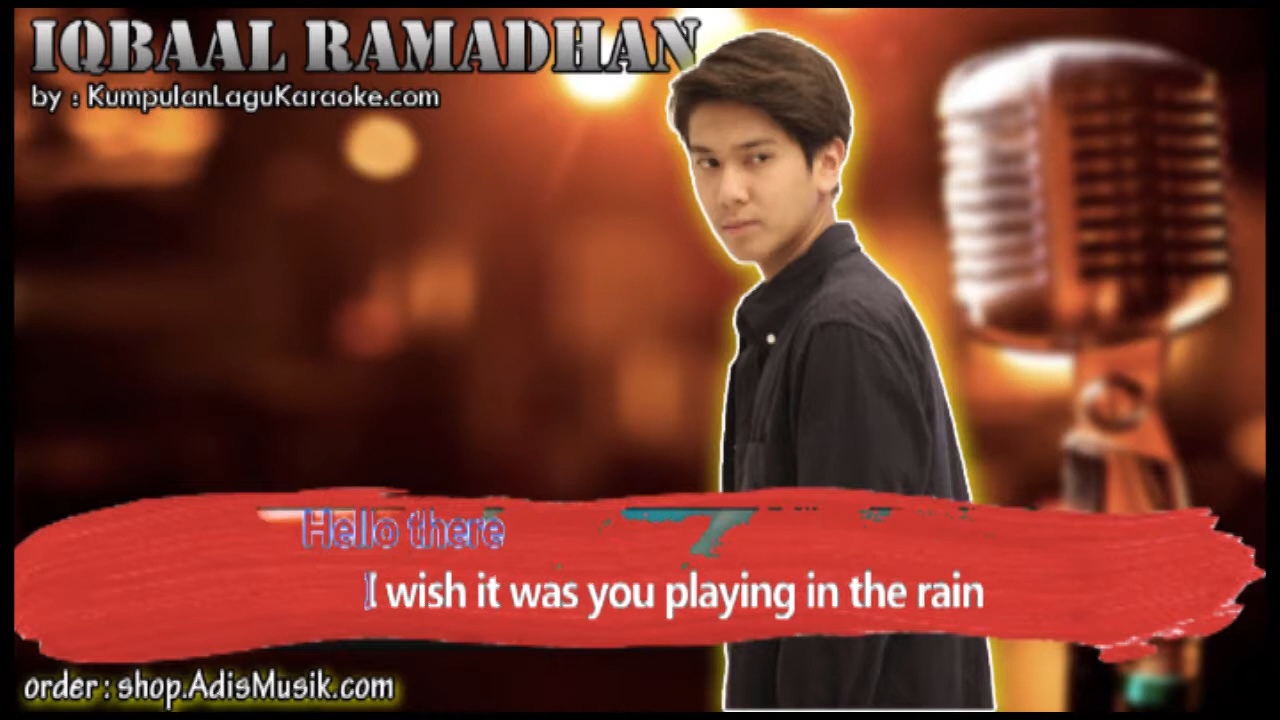 IQBAAL RAMADHAN
by : KumpulanLaguKaraoke.com
Hello there
I wish it was you playing in the rain
order : shop.AdisMusik.com